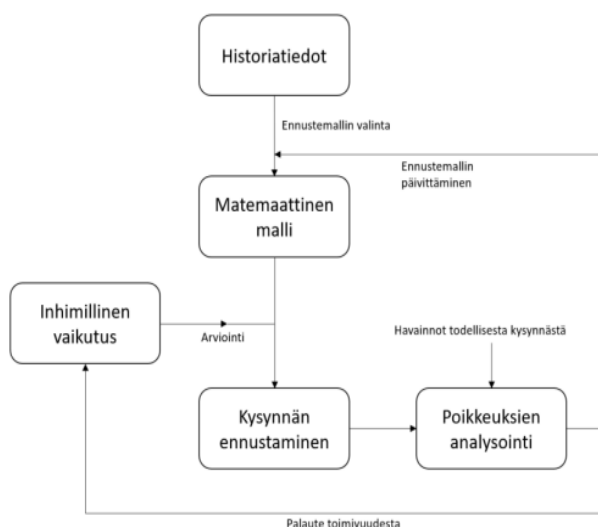 Historiatiedot
Ennustemallin valinta
Ennustemallin
päivittäminen
Matemaattinen
malli
Inhimillinen
vaikutus
Arviointi
Havainnot todellisesta kysynnästä
Kysynnän
ennustaminen
Poikkeuksien
analysointi
Palaute toimivuudesta